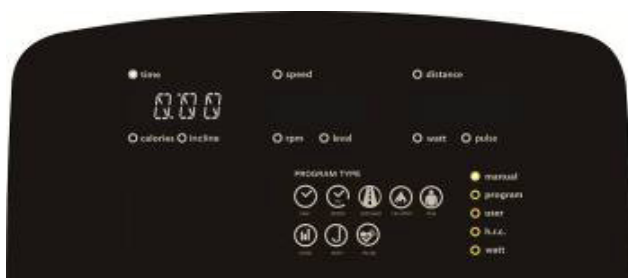 time speed distance
0:00
calories incline rpm level watt pulse
PROGRAM TYPE
manual
program
user
h.r.c.
watt